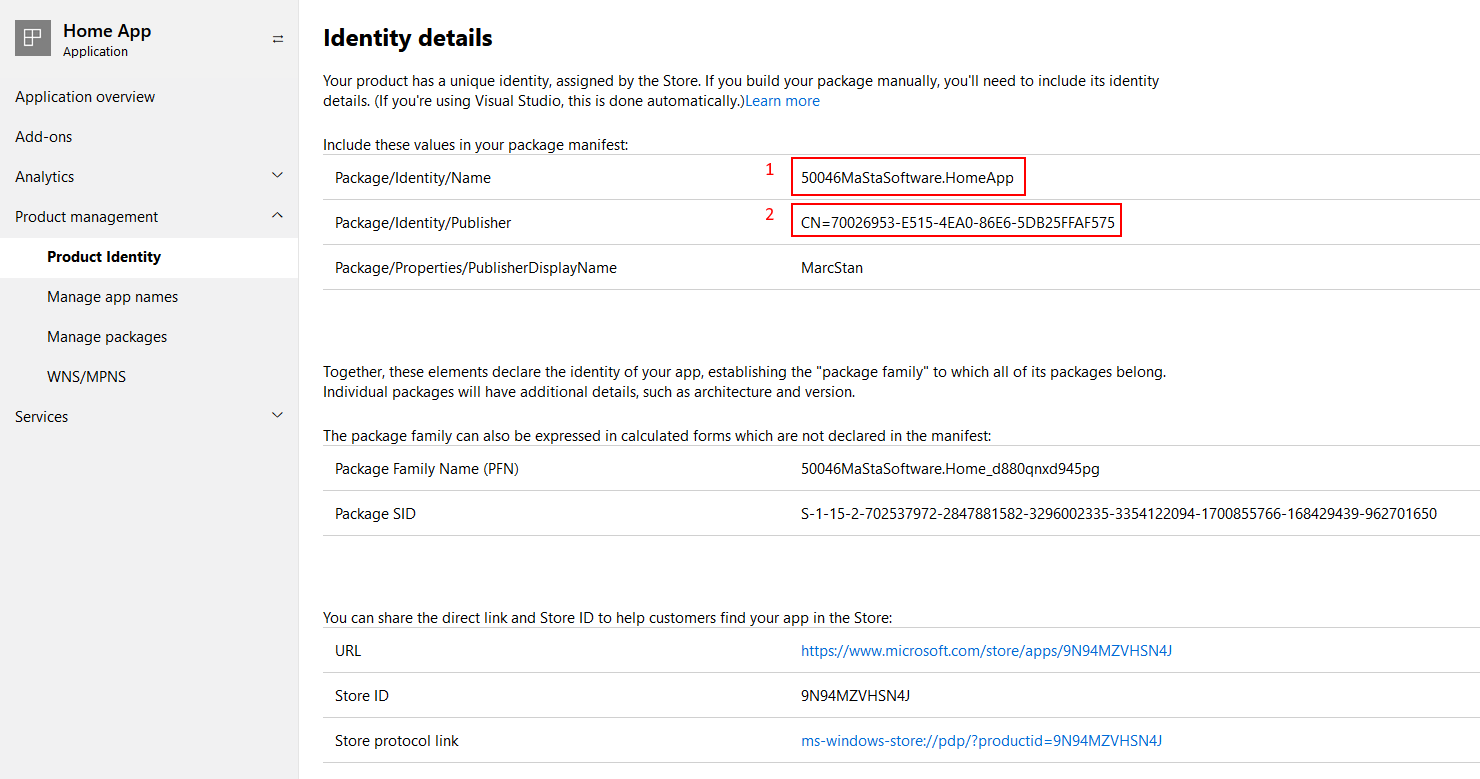 Home App
Application
Application overview
Add-ons
Analytics
Product management
Product Identity
Manage app names
Manage packages
WNS/MPNS
Services
Identity details
Your product has a unique identity, assigned by the Store. If you build your package manually, you'll need to include its identity
details. (If you're using Visual Studio, this is done automatically.)Learn more
Include these values in your package manifest:
Package/Identity/Name 1 50046MaStaSoftware.HomeApp
Package/Identity/Publisher 2 CN=70026953-E515-4EA0-86E6-5DB25FFAF575
Package/Properties/PublisherDisplayName MarcStan
Together, these elements declare the identity of your app, establishing the "package family" to which all of its packages belong.
Individual packages will have additional details, such as architecture and version.
The package family can also be expressed in calculated forms which are not declared in the manifest:
Package Family Name (PFN) 50046MaStaSoftware.Home_d880qnxd945pg
Package SID S-1-15-2-702537972-2847881582-3296002335-3354122094-1700855766-168429439-962701650
You can share the direct link and Store ID to help customers find your app in the Store:
URL https://www.microsoft.com/store/apps/9N94MZVHSN4J
Store ID 9N94MZVHSN4J
Store protocol link ms-windows-store://pdp/?productid=9N94MZVHSN4J